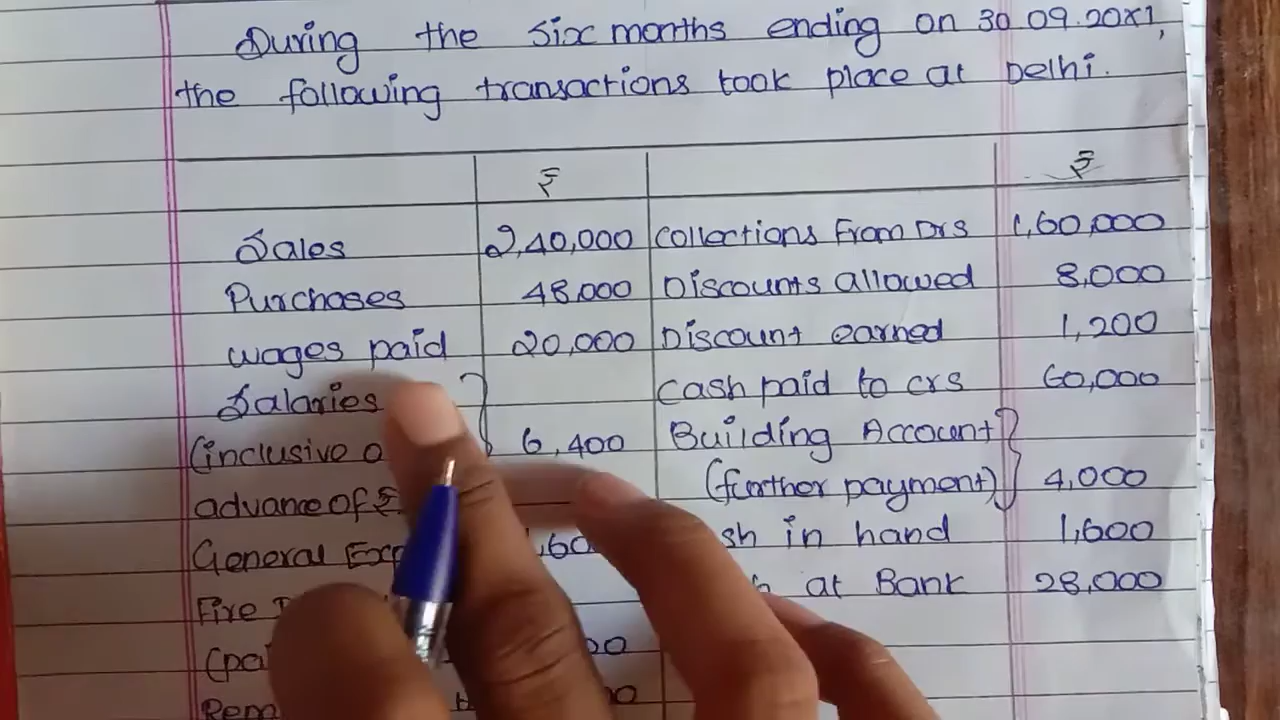 During the six months ending on 30 09.20X1,
the following transactions took place at Delhi.
₹ ₹
Sales 2,40,000 Collections From Drs 1,60,000
Purchoses 48,000 Discounts allowed 8,000
wages paid 20,000 Discount earned 1,200
Salaries cash paid to crs 60,000
(inclusive 6,400 Building Account
advance of ₹ (further payment) 4,000
General in hand 1,600
Fire at Bank 28,000